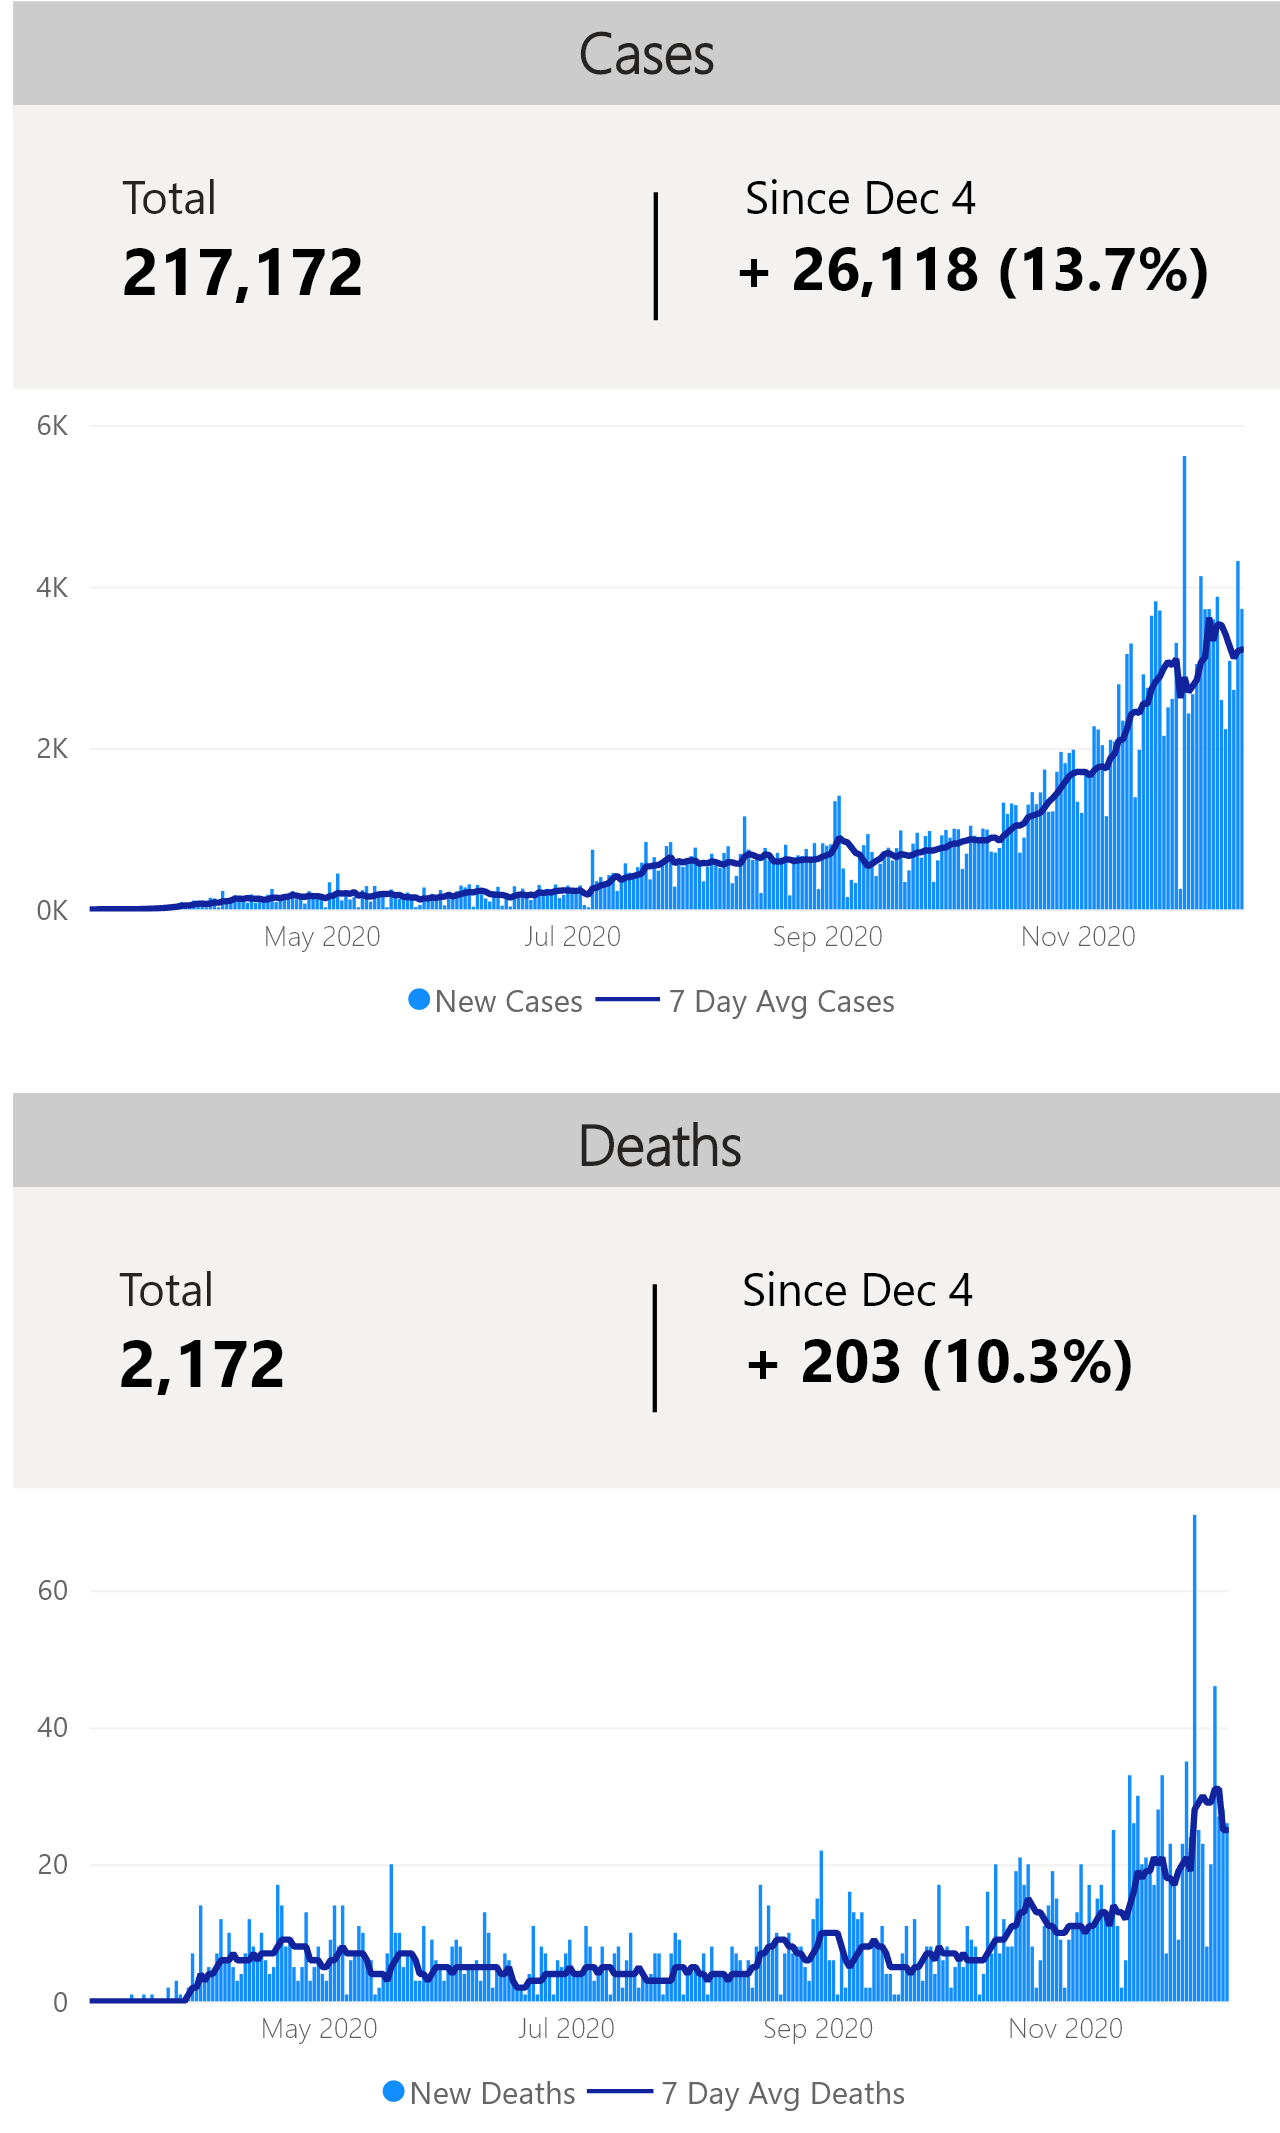 Cases
Total
Since Dec 4
217,172
+ 26,118 (13.7%)
6K
4K
2K
0K
May 2020
Jul 2020
Sep 2020
Nov 2020
New Cases
7 Day Avg Cases
Deaths
Total
Since Dec 4
2,172
+ 203 (10.3%)
60
40
20
0
May 2020
Jul 2020
Sep 2020
Nov 2020
New Deaths
7 Day Avg Deaths